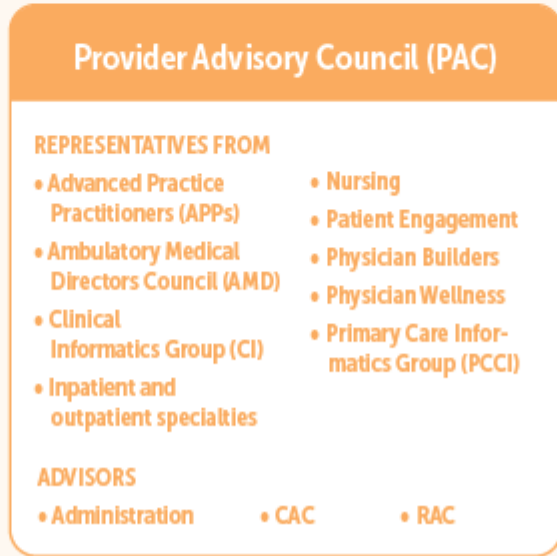 Provider Advisory Council (PAC)
REPRESENTATIVES FROM
• Advanced Practice
Practitioners (APPs)
• Ambulatory Medical
Directors Council (AMD)
• Clinical
Informatics Group (CI)
• Inpatient and
outpatient specialties
• Nursing
• Patient Engagement
• Physician Builders
• Physician Wellness
• Primary Care Infor-
matics Group (PCCI)
ADVISORS
• Administration • CAC • RAC